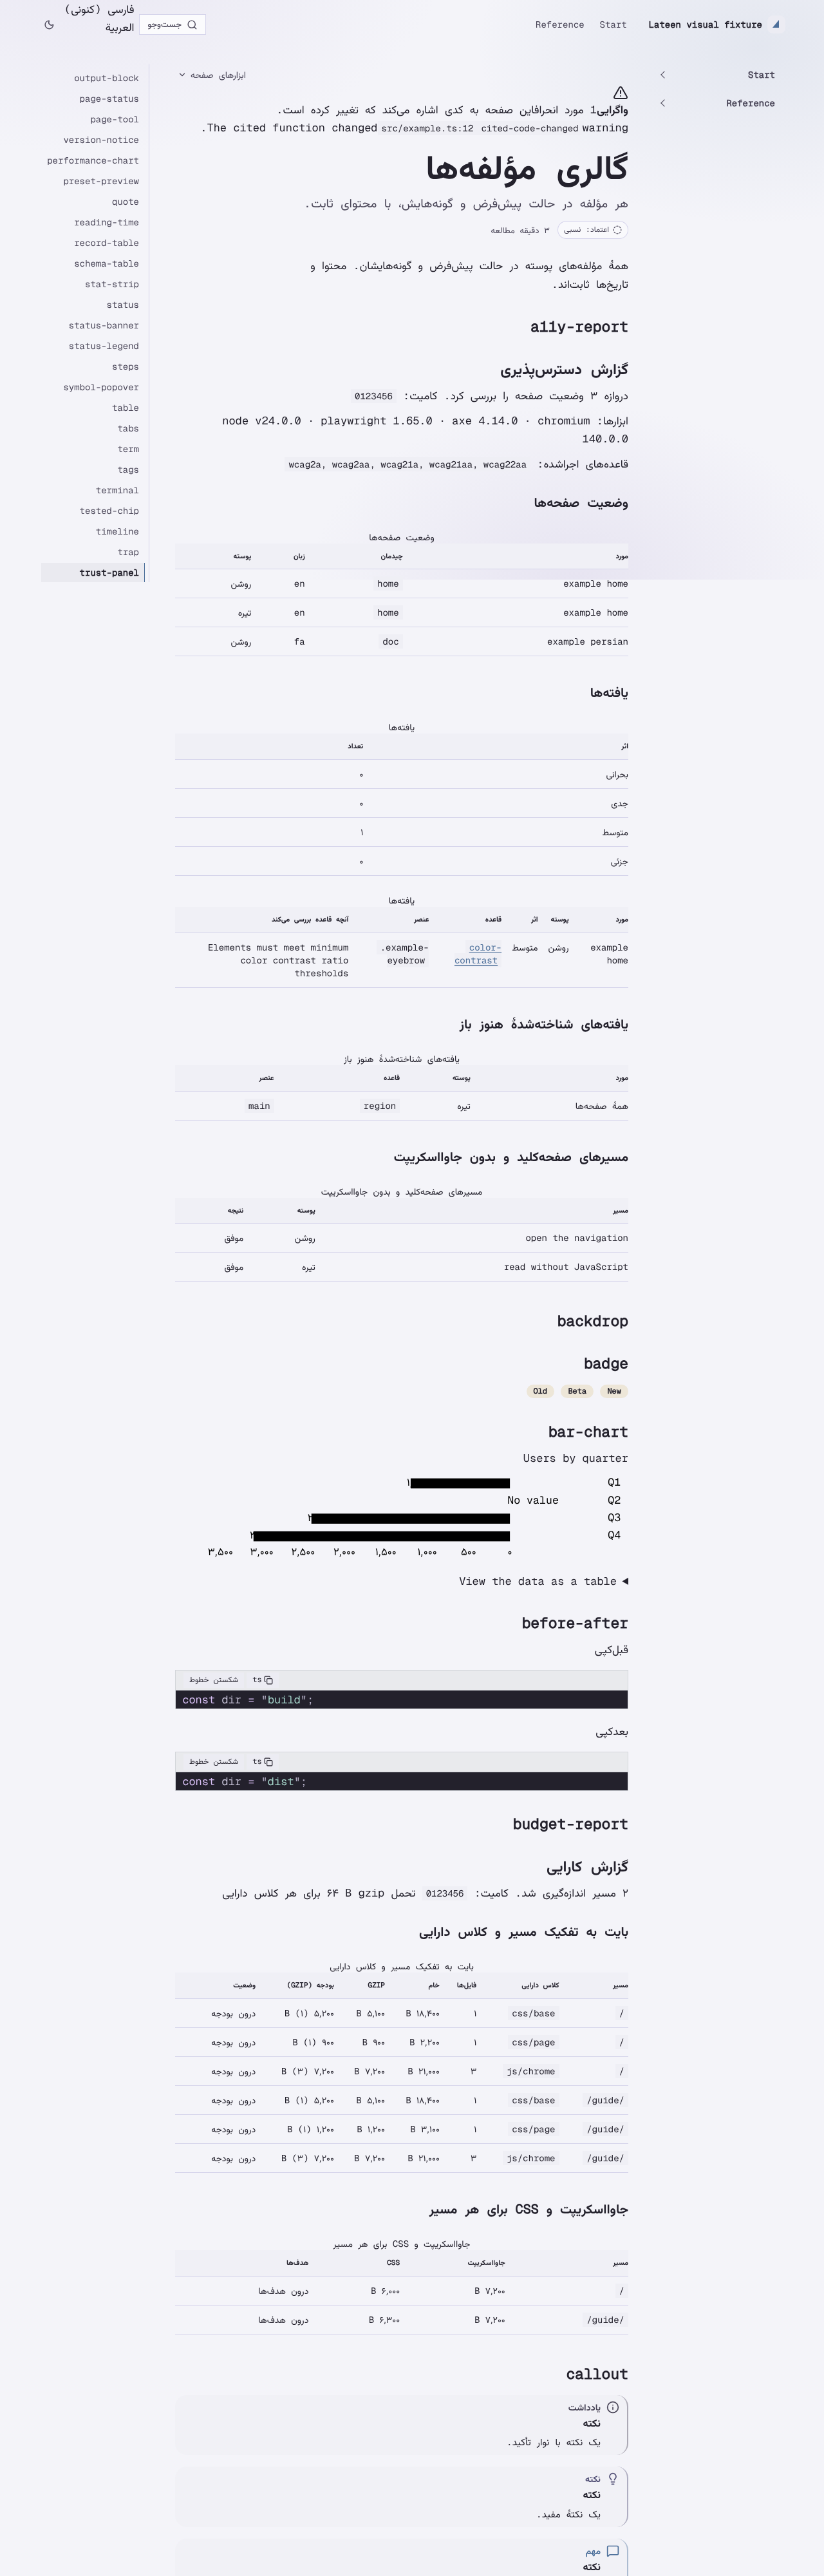 Lateen visual fixture
Start
Reference
جست‌وجو
فارسی (کنونی)
العربية
Start
Reference
ابزارهای صفحه
واگرایی1 مورد انحرافاین صفحه به کدی اشاره می‌کند که تغییر کرده است.
warning cited-code-changed src/example.ts:12 The cited function changed.
گالری مؤلفه‌ها
هر مؤلفه در حالت پیش‌فرض و گونه‌هایش، با محتوای ثابت.
اعتماد: نسبی
۳ دقیقه مطالعه
همهٔ مؤلفه‌های پوسته در حالت پیش‌فرض و گونه‌هایشان. محتوا و
تاریخ‌ها ثابت‌اند.
a11y-report
گزارش دسترس‌پذیری
دروازه ۳ وضعیت صفحه را بررسی کرد. کامیت: 0123456
ابزارها: node v24.0.0 · playwright 1.65.0 · axe 4.14.0 · chromium
140.0.0
قاعده‌های اجراشده: wcag2a, wcag2aa, wcag21a, wcag21aa, wcag22aa
وضعیت صفحه‌ها
وضعیت صفحه‌ها
مورد چیدمان زبان پوسته
example home home en روشن
example home home en تیره
example persian doc fa روشن
یافته‌ها
یافته‌ها
اثر تعداد
بحرانی ۰
جدی ۰
متوسط ۱
جزئی ۰
یافته‌ها
مورد پوسته اثر قاعده عنصر آنچه قاعده بررسی می‌کند
example home روشن متوسط color-contrast .example-eyebrow Elements must meet minimum color contrast ratio thresholds
یافته‌های شناخته‌شدهٔ هنوز باز
یافته‌های شناخته‌شدهٔ هنوز باز
مورد پوسته قاعده عنصر
همهٔ صفحه‌ها تیره region main
مسیرهای صفحه‌کلید و بدون جاوااسکریپت
مسیرهای صفحه‌کلید و بدون جاوااسکریپت
مسیر پوسته نتیجه
open the navigation روشن موفق
read without JavaScript تیره موفق
backdrop
badge
New Beta Old
bar-chart
Users by quarter
Q1
Q2 No value
Q3
Q4
۰ ۵۰۰ ۱,۰۰۰ ۱,۵۰۰ ۲,۰۰۰ ۲,۵۰۰ ۳,۰۰۰ ۳,۵۰۰
View the data as a table
before-after
قبل‌کپی
ts شکستن خطوط
const dir = "build";
بعدکپی
ts شکستن خطوط
const dir = "dist";
budget-report
گزارش کارایی
۲ مسیر اندازه‌گیری شد. کامیت: 0123456 تحمل ۶۴ B gzip برای هر کلاس دارایی
بایت به تفکیک مسیر و کلاس دارایی
بایت به تفکیک مسیر و کلاس دارایی
مسیر کلاس دارایی فایل‌ها خام GZIP بودجه (GZIP) وضعیت
/ css/base ۱ ۱۸,۴۰۰ B ۵,۱۰۰ B ۵,۲۰۰ B (۱) درون بودجه
/ css/page ۱ ۲,۲۰۰ B ۹۰۰ B ۹۰۰ B (۱) درون بودجه
/ js/chrome ۳ ۲۱,۰۰۰ B ۷,۲۰۰ B ۷,۲۰۰ B (۳) درون بودجه
/guide/ css/base ۱ ۱۸,۴۰۰ B ۵,۱۰۰ B ۵,۲۰۰ B (۱) درون بودجه
/guide/ css/page ۱ ۳,۱۰۰ B ۱,۲۰۰ B ۱,۲۰۰ B (۱) درون بودجه
/guide/ js/chrome ۳ ۲۱,۰۰۰ B ۷,۲۰۰ B ۷,۲۰۰ B (۳) درون بودجه
جاوااسکریپت و CSS برای هر مسیر
جاوااسکریپت و CSS برای هر مسیر
مسیر جاوااسکریپت CSS هدف‌ها
/ ۷,۲۰۰ B ۶,۰۰۰ B درون هدف‌ها
/guide/ ۷,۲۰۰ B ۶,۳۰۰ B درون هدف‌ها
callout
یادداشت
نکته
یک نکته با نوار تأکید.
نکته
نکته
یک نکتهٔ مفید.
مهم
نکته
output-block
page-status
page-tool
version-notice
performance-chart
preset-preview
quote
reading-time
record-table
schema-table
stat-strip
status
status-banner
status-legend
steps
symbol-popover
table
tabs
term
tags
terminal
tested-chip
timeline
trap
trust-panel